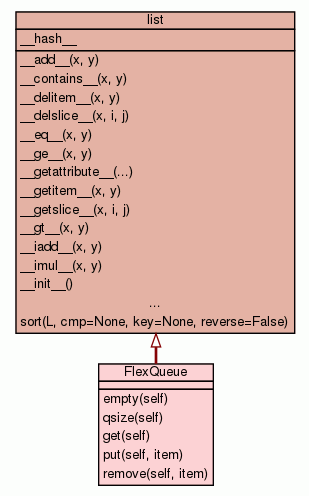 list
__hash__
__add__(x, y)
__contains__(x, y)
__delitem__(x, y)
__delslice__(x, i, j)
__eq__(x, y)
__ge__(x, y)
__getattribute__(...)
__getitem__(x, y)
__getslice__(x, i, j)
__gt__(x, y)
__iadd__(x, y)
__imul__(x, y)
__init__()
...
sort(L, cmp=None, key=None, reverse=False)
FlexQueue
empty(self)
qsize(self)
get(self)
put(self, item)
remove(self, item)